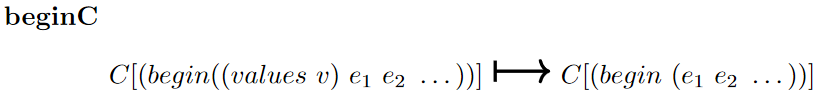 beginC
C[(begin((values v) e₁ e₂ …))] ⟼ C[(begin (e₁ e₂ …))]